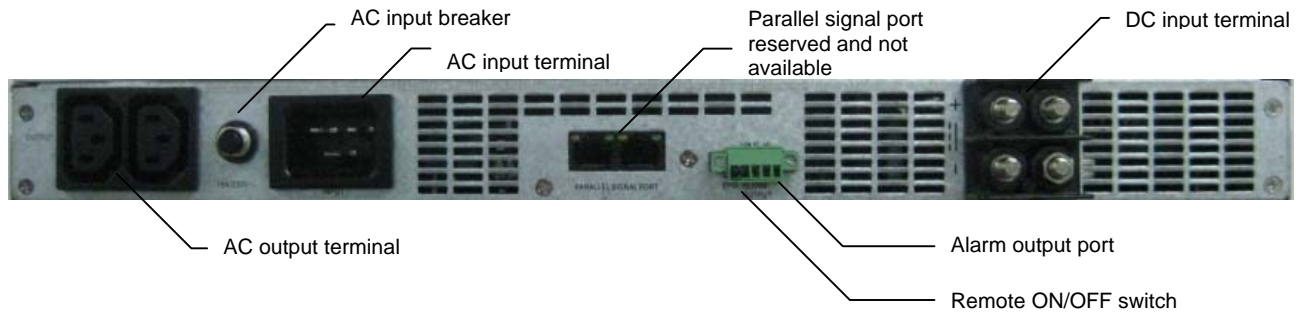 AC input breaker
AC input terminal
Parallel signal port
reserved and not
available
DC input terminal
OUTPUT
INPUT
PARALLEL SIGNAL PORT
+
AC output terminal
Alarm output port
Remote ON/OFF switch